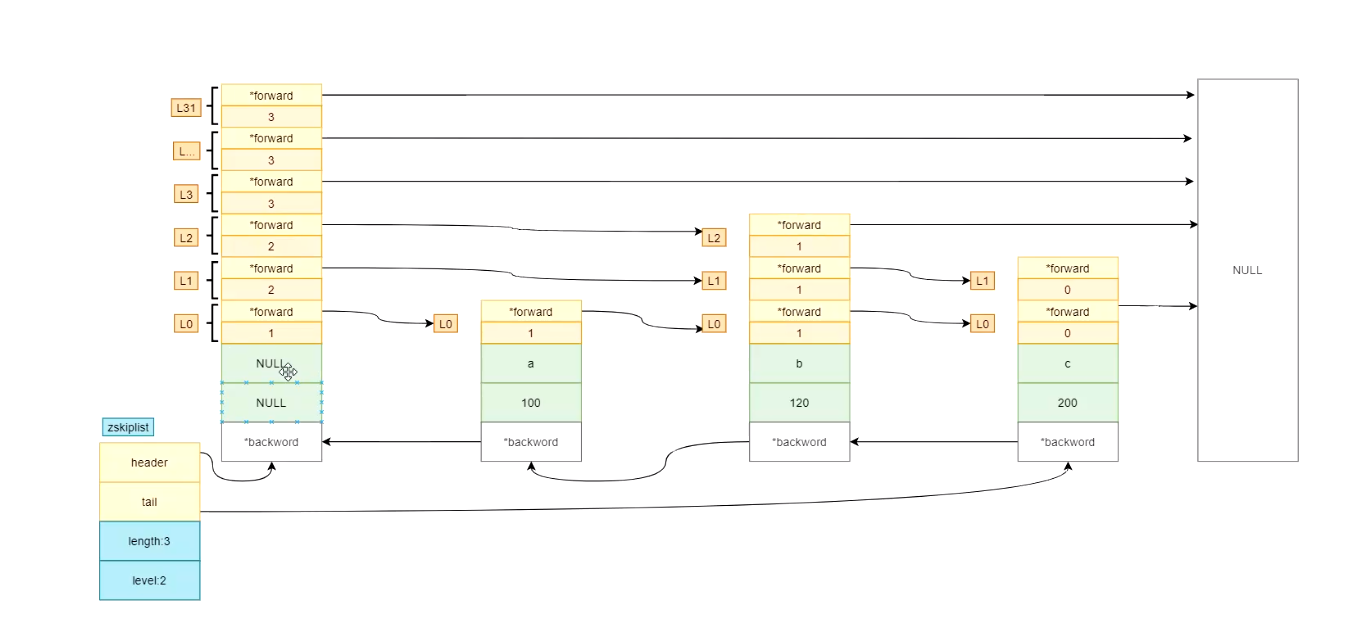 *forward
L31
3
*forward
L...
3
*forward
L3
3
*forward
*forward
L2
L2
2
1
*forward
*forward
*forward
NULL
L1
L1
L1
2
1
0
*forward
*forward
*forward
*forward
L0
L0
L0
L0
1
1
1
0
NULL
a
b
c
NULL
100
120
200
zskiplist
*backword
*backword
*backword
*backword
header
tail
length:3
level:2